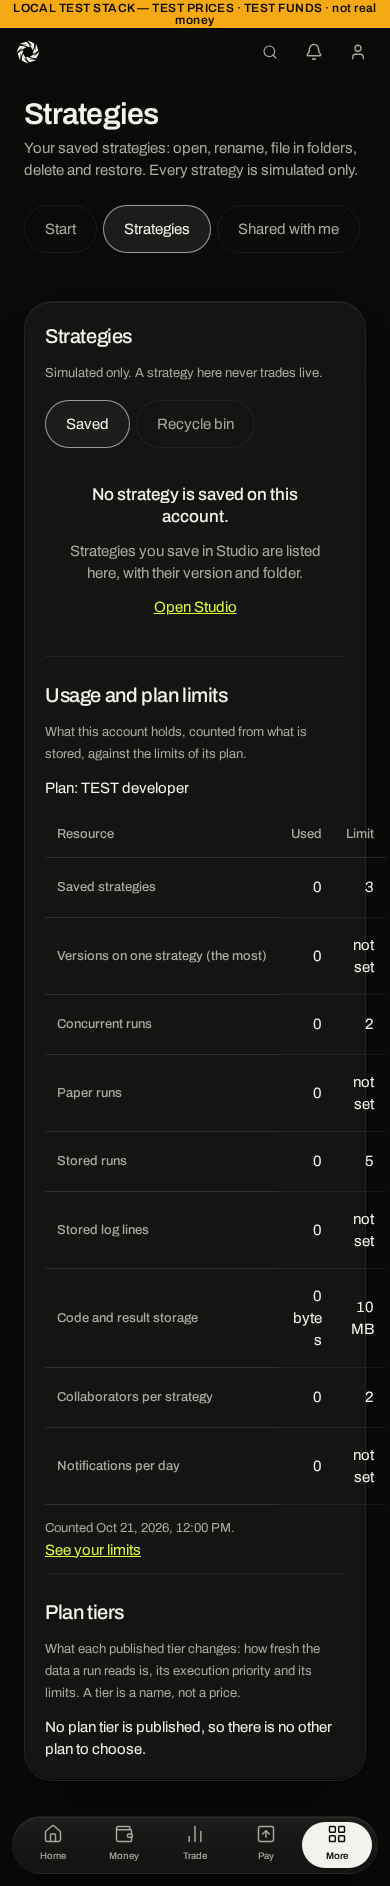 LOCAL TEST STACK — TEST PRICES · TEST FUNDS · not real
money
Strategies
Your saved strategies: open, rename, file in folders,
delete and restore. Every strategy is simulated only.
Start Strategies Shared with me
Strategies
Simulated only. A strategy here never trades live.
Saved Recycle bin
No strategy is saved on this
account.
Strategies you save in Studio are listed
here, with their version and folder.
Open Studio
Usage and plan limits
What this account holds, counted from what is
stored, against the limits of its plan.
Plan: TEST developer
Resource Used Limit
Saved strategies 0 3
Versions on one strategy (the most) 0 not
set
Concurrent runs 0 2
Paper runs 0 not
set
Stored runs 0 5
Stored log lines 0 not
set
Code and result storage 0
byte
s 10
MB
Collaborators per strategy 0 2
Notifications per day 0 not
set
Counted Oct 21, 2026, 12:00 PM.
See your limits
Plan tiers
What each published tier changes: how fresh the
data a run reads is, its execution priority and its
limits. A tier is a name, not a price.
No plan tier is published, so there is no other
plan to choose.
Home Money Trade Pay More